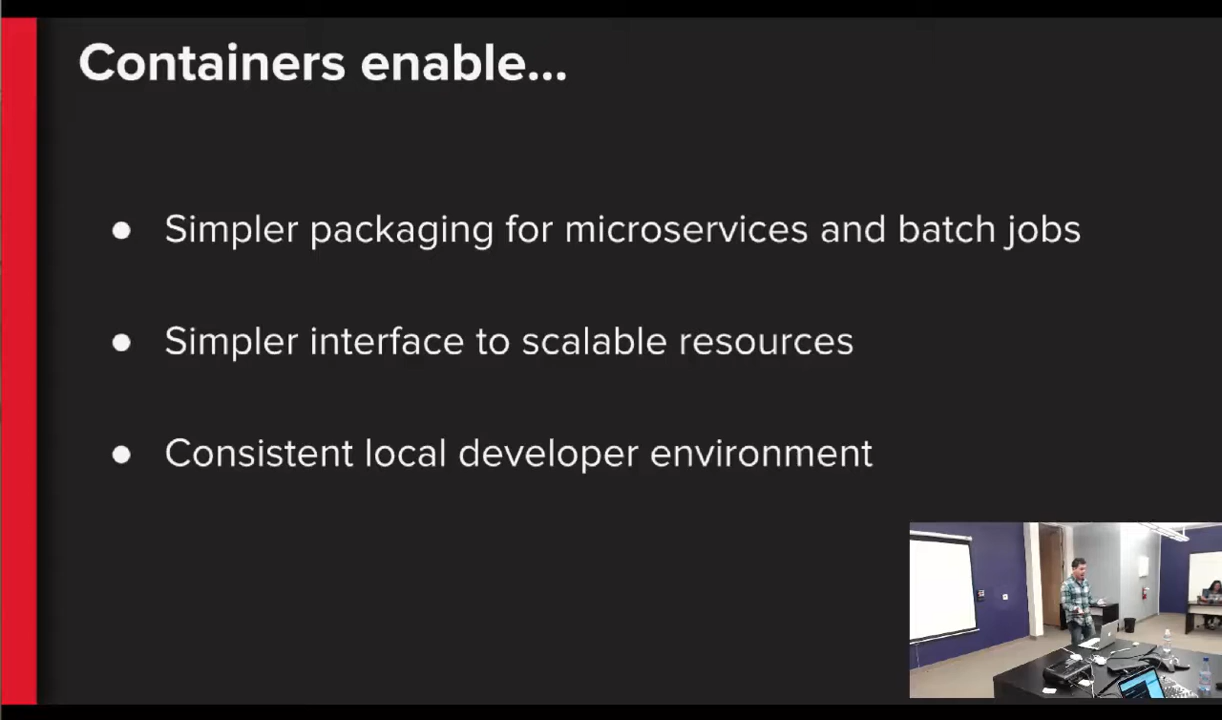 Containers enable...
● Simpler packaging for microservices and batch jobs
● Simpler interface to scalable resources
● Consistent local developer environment